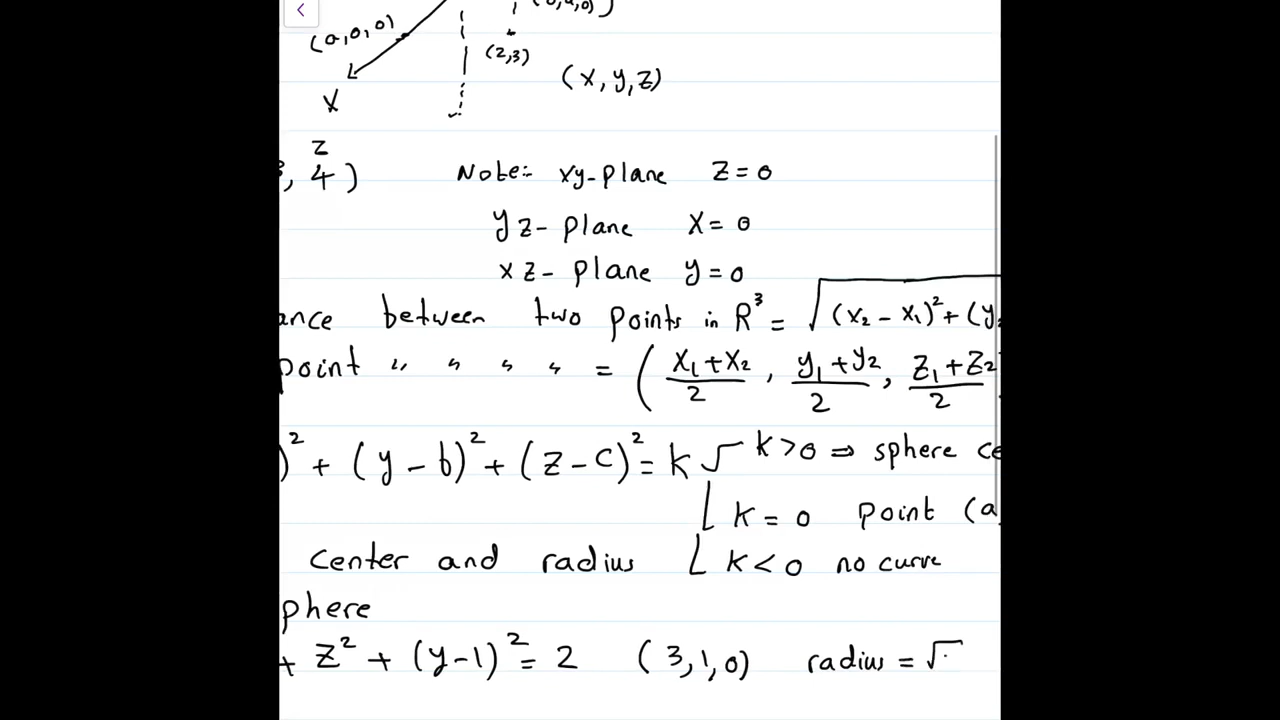 (a,0,0)
(2,3)
(x, y, z)
x
z
, 4)
Note:- xy-plane z=0
yz-plane x=0
xz-plane y=0
ance between two points in R³ = √(x₂ - x₁)² + (y
point " " " " = ( x₁+x₂/2 , y₁+y₂/2 , z₁+z₂/2
)² + (y-b)² + (z-c)² = k k>0 ⇒ sphere ce
k=0 point (a
center and radius k<0 no curve
phere
+ z² + (y-1)² = 2 (3,1,0) radius = √